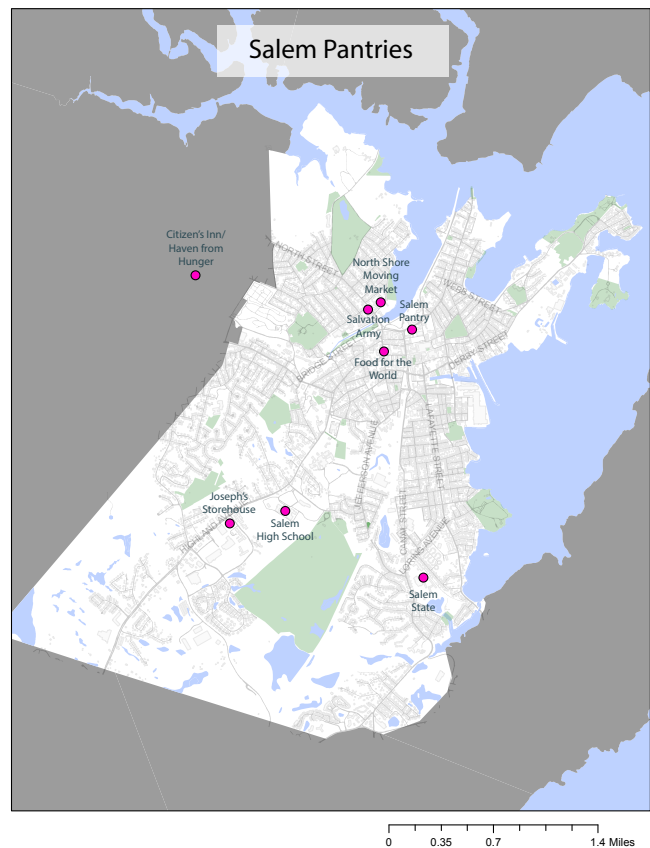 Salem Pantries
Citizen's Inn/
Haven from
Hunger
NORTH STREET
North Shore
Moving
Market
WEBB STREET
Salem
Pantry
Salvation
Army
BRIDGE STREET
DERBY STREET
Food for the
World
JEFFERSON AVENUE
LAFAYETTE STREET
Joseph's
Storehouse
Salem
High School
CANAL STREET
LORING AVENUE
Salem
State
0 0.35 0.7 1.4 Miles